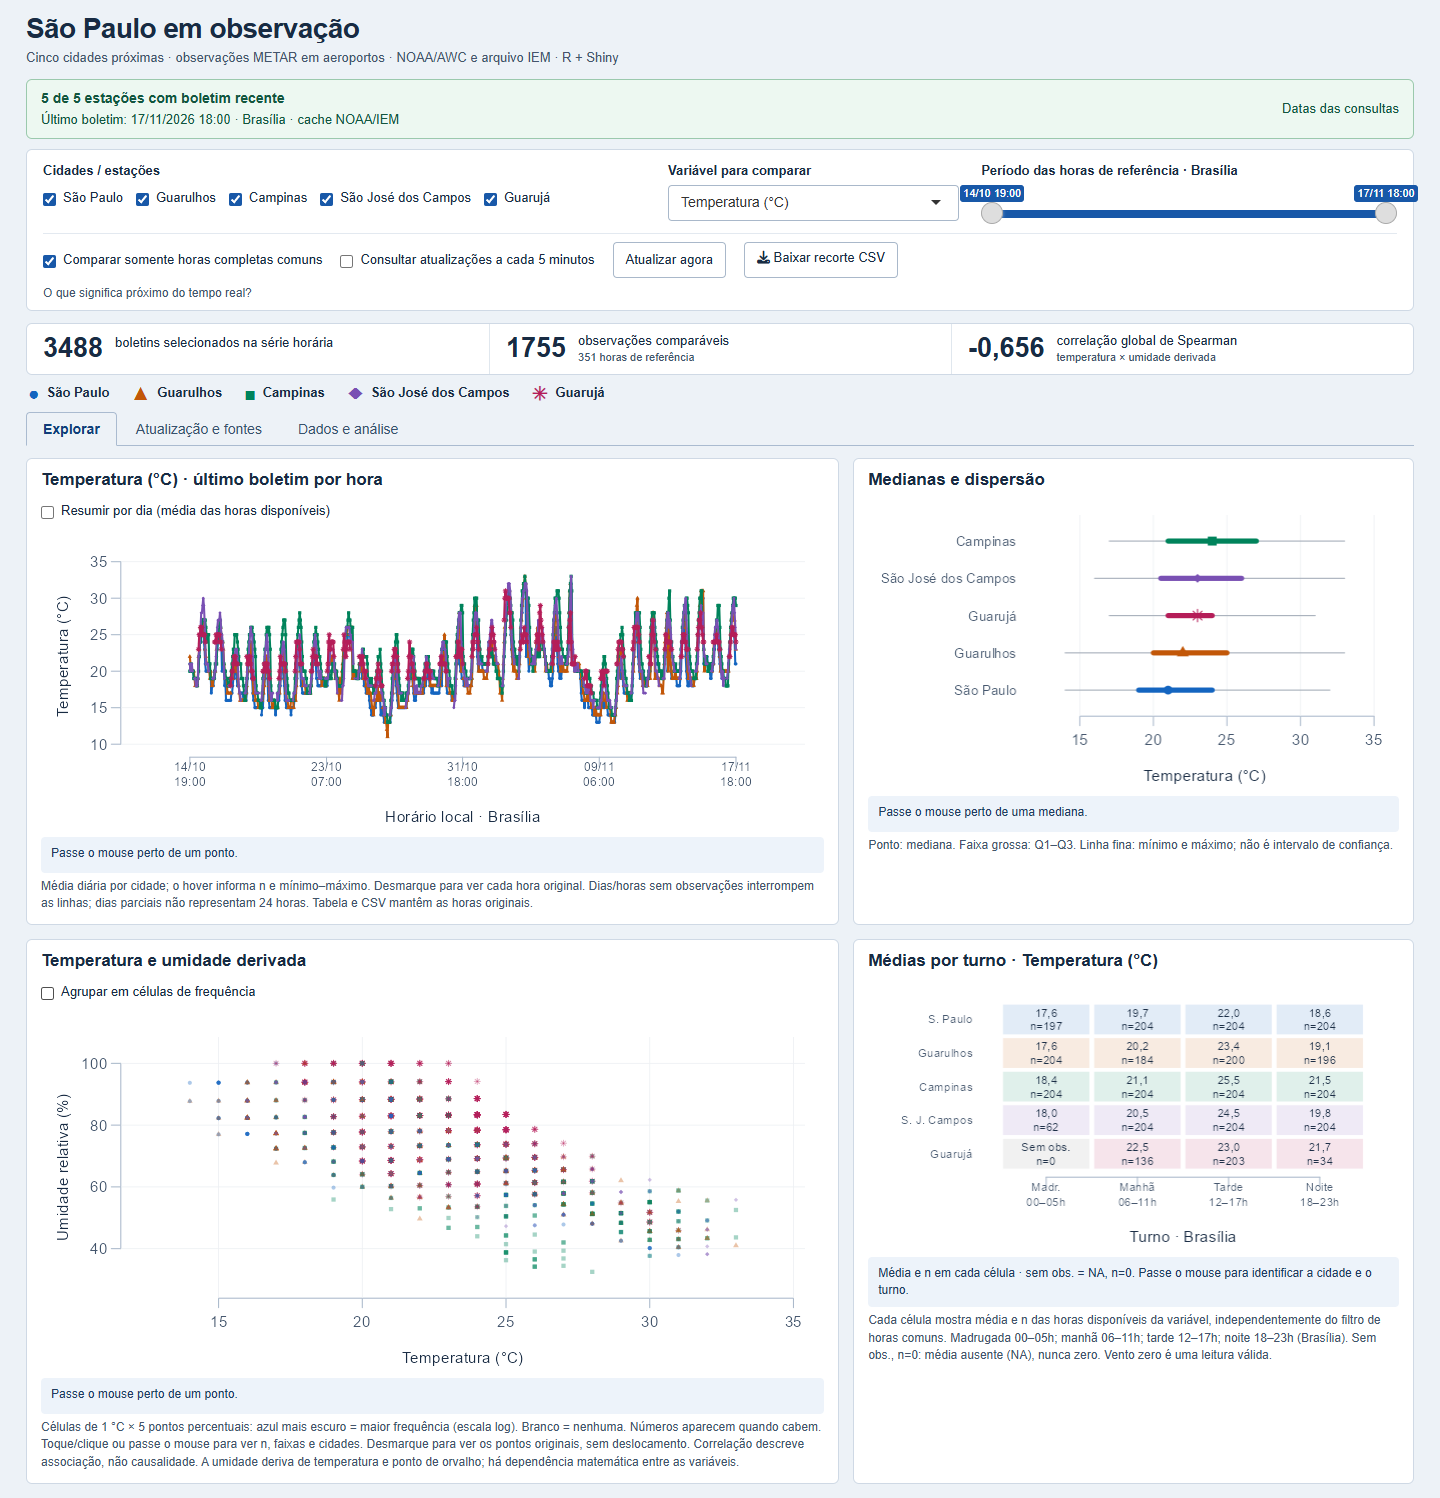 São Paulo em observação
Cinco cidades próximas · observações METAR em aeroportos · NOAA/AWC e arquivo IEM · R + Shiny
5 de 5 estações com boletim recente
Último boletim: 17/11/2026 18:00 · Brasília · cache NOAA/IEM
Datas das consultas
Cidades / estações
São Paulo Guarulhos Campinas São José dos Campos Guarujá
Variável para comparar
Temperatura (°C)
Período das horas de referência · Brasília
14/10 19:00 17/11 18:00
Comparar somente horas completas comuns Consultar atualizações a cada 5 minutos Atualizar agora Baixar recorte CSV
O que significa próximo do tempo real?
3488 boletins selecionados na série horária
1755 observações comparáveis
351 horas de referência
-0,656 correlação global de Spearman
temperatura × umidade derivada
São Paulo Guarulhos Campinas São José dos Campos Guarujá
Explorar Atualização e fontes Dados e análise
Temperatura (°C) · último boletim por hora
Resumir por dia (média das horas disponíveis)
Temperatura (°C)
35
30
25
20
15
10
14/10 23/10 31/10 09/11 17/11
19:00 07:00 18:00 06:00 18:00
Horário local · Brasília
Passe o mouse perto de um ponto.
Média diária por cidade; o hover informa n e mínimo–máximo. Desmarque para ver cada hora original. Dias/horas sem observações interrompem
as linhas; dias parciais não representam 24 horas. Tabela e CSV mantêm as horas originais.
Medianas e dispersão
Campinas
São José dos Campos
Guarujá
Guarulhos
São Paulo
15 20 25 30 35
Temperatura (°C)
Passe o mouse perto de uma mediana.
Ponto: mediana. Faixa grossa: Q1–Q3. Linha fina: mínimo e máximo; não é intervalo de confiança.
Temperatura e umidade derivada
Agrupar em células de frequência
Umidade relativa (%)
100
80
60
40
15 20 25 30 35
Temperatura (°C)
Passe o mouse perto de um ponto.
Células de 1 °C × 5 pontos percentuais: azul mais escuro = maior frequência (escala log). Branco = nenhuma. Números aparecem quando cabem.
Toque/clique ou passe o mouse para ver n, faixas e cidades. Desmarque para ver os pontos originais, sem deslocamento. Correlação descreve
associação, não causalidade. A umidade deriva de temperatura e ponto de orvalho; há dependência matemática entre as variáveis.
Médias por turno · Temperatura (°C)
S. Paulo 17,6 19,7 22,0 18,6
n=197 n=204 n=204 n=204
Guarulhos 17,6 20,2 23,4 19,1
n=204 n=184 n=200 n=196
Campinas 18,4 21,1 25,5 21,5
n=204 n=204 n=204 n=204
S. J. Campos 18,0 20,5 24,5 19,8
n=62 n=204 n=204 n=204
Guarujá Sem obs. 22,5 23,0 21,7
n=0 n=136 n=203 n=34
Madr. Manhã Tarde Noite
00–05h 06–11h 12–17h 18–23h
Turno · Brasília
Média e n em cada célula · sem obs. = NA, n=0. Passe o mouse para identificar a cidade e o
turno.
Cada célula mostra média e n das horas disponíveis da variável, independentemente do filtro de
horas comuns. Madrugada 00–05h; manhã 06–11h; tarde 12–17h; noite 18–23h (Brasília). Sem
obs., n=0: média ausente (NA), nunca zero. Vento zero é uma leitura válida.